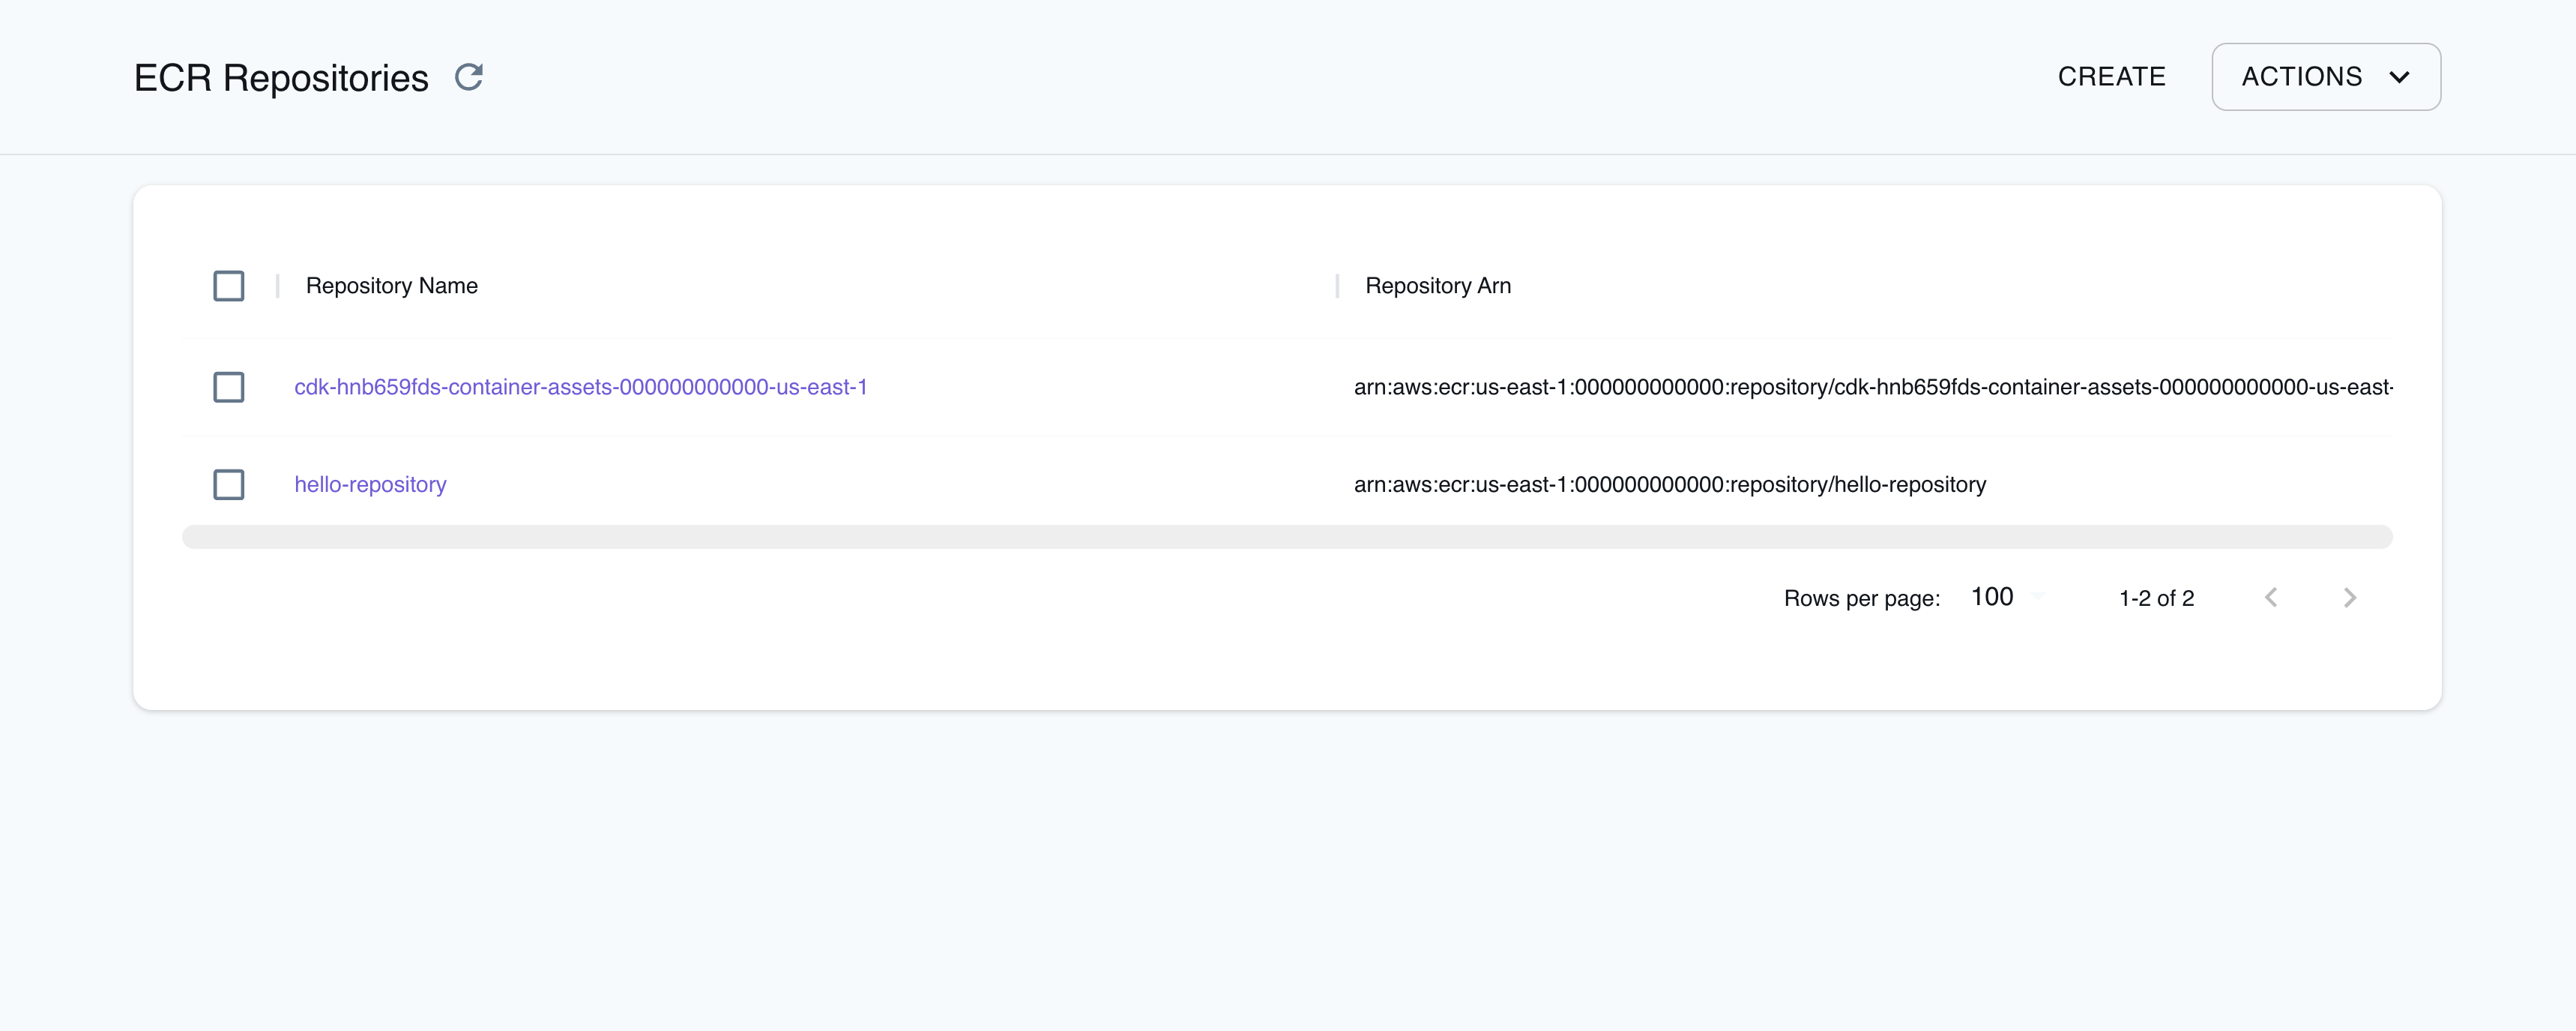 ECR Repositories
CREATE
ACTIONS
Repository Name
Repository Arn
cdk-hnb659fds-container-assets-000000000000-us-east-1
arn:aws:ecr:us-east-1:000000000000:repository/cdk-hnb659fds-container-assets-000000000000-us-east-
hello-repository
arn:aws:ecr:us-east-1:000000000000:repository/hello-repository
Rows per page: 100
1-2 of 2